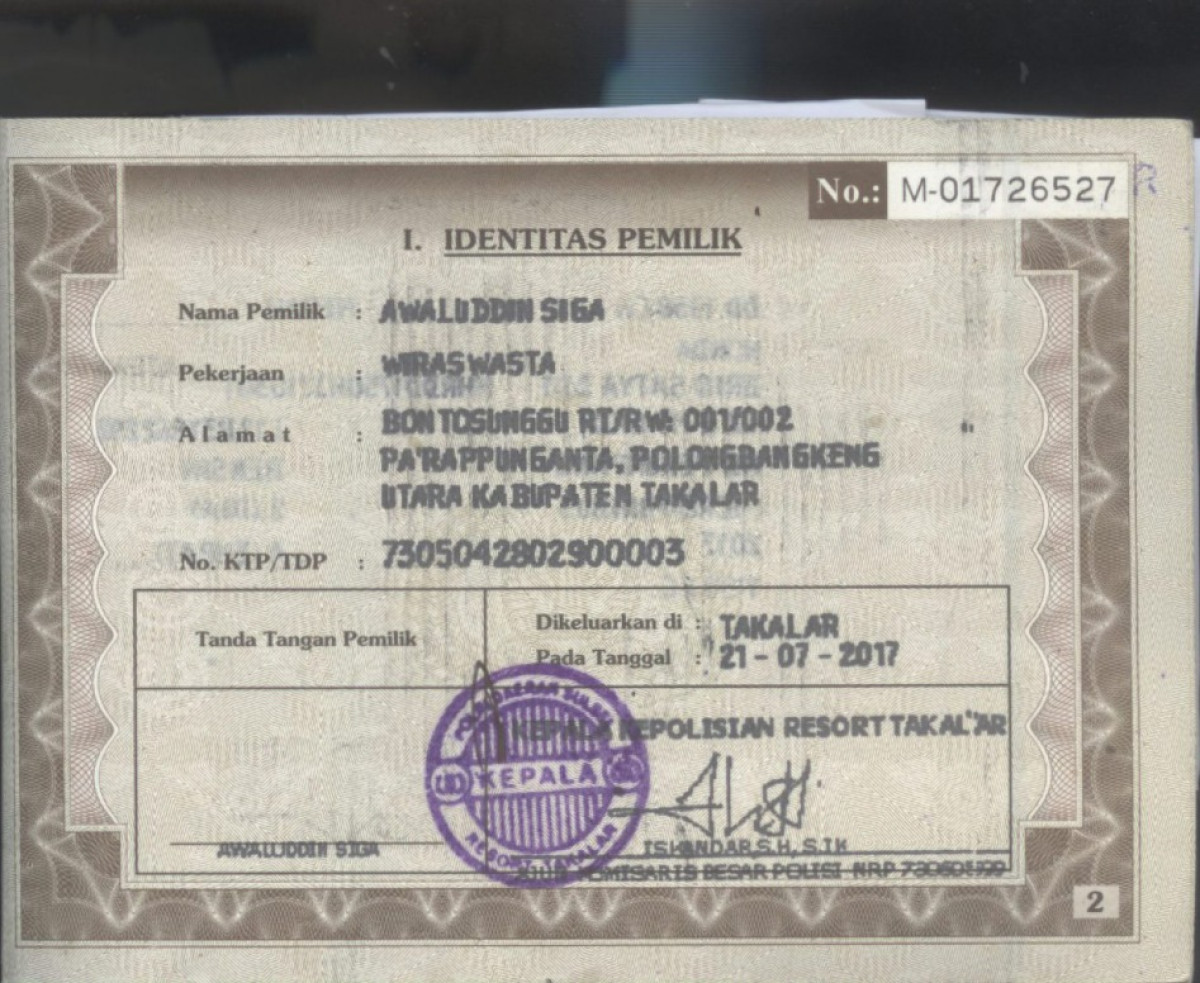 No.: M-01726527
I. IDENTITAS PEMILIK
Nama Pemilik : AWALUDDIN SIGA
Pekerjaan : WIRASWASTA
Alamat : BONTOSUNGGU RT/RW: 001/002
PA'RAPPUNGANTA, POLONGBANGKENG
UTARA KABUPATEN TAKALAR
No. KTP/TDP : 7305042802900003
Tanda Tangan Pemilik
Dikeluarkan di : TAKALAR
Pada Tanggal : 21 - 07 - 2017
KEPALA KEPOLISIAN RESORT TAKALAR
KEPALA
RESORT TAKALAR
AWALUDDIN SIGA
ISKANDAR S.H, S.IK
KOMISARIS BESAR POLISI NRP
2